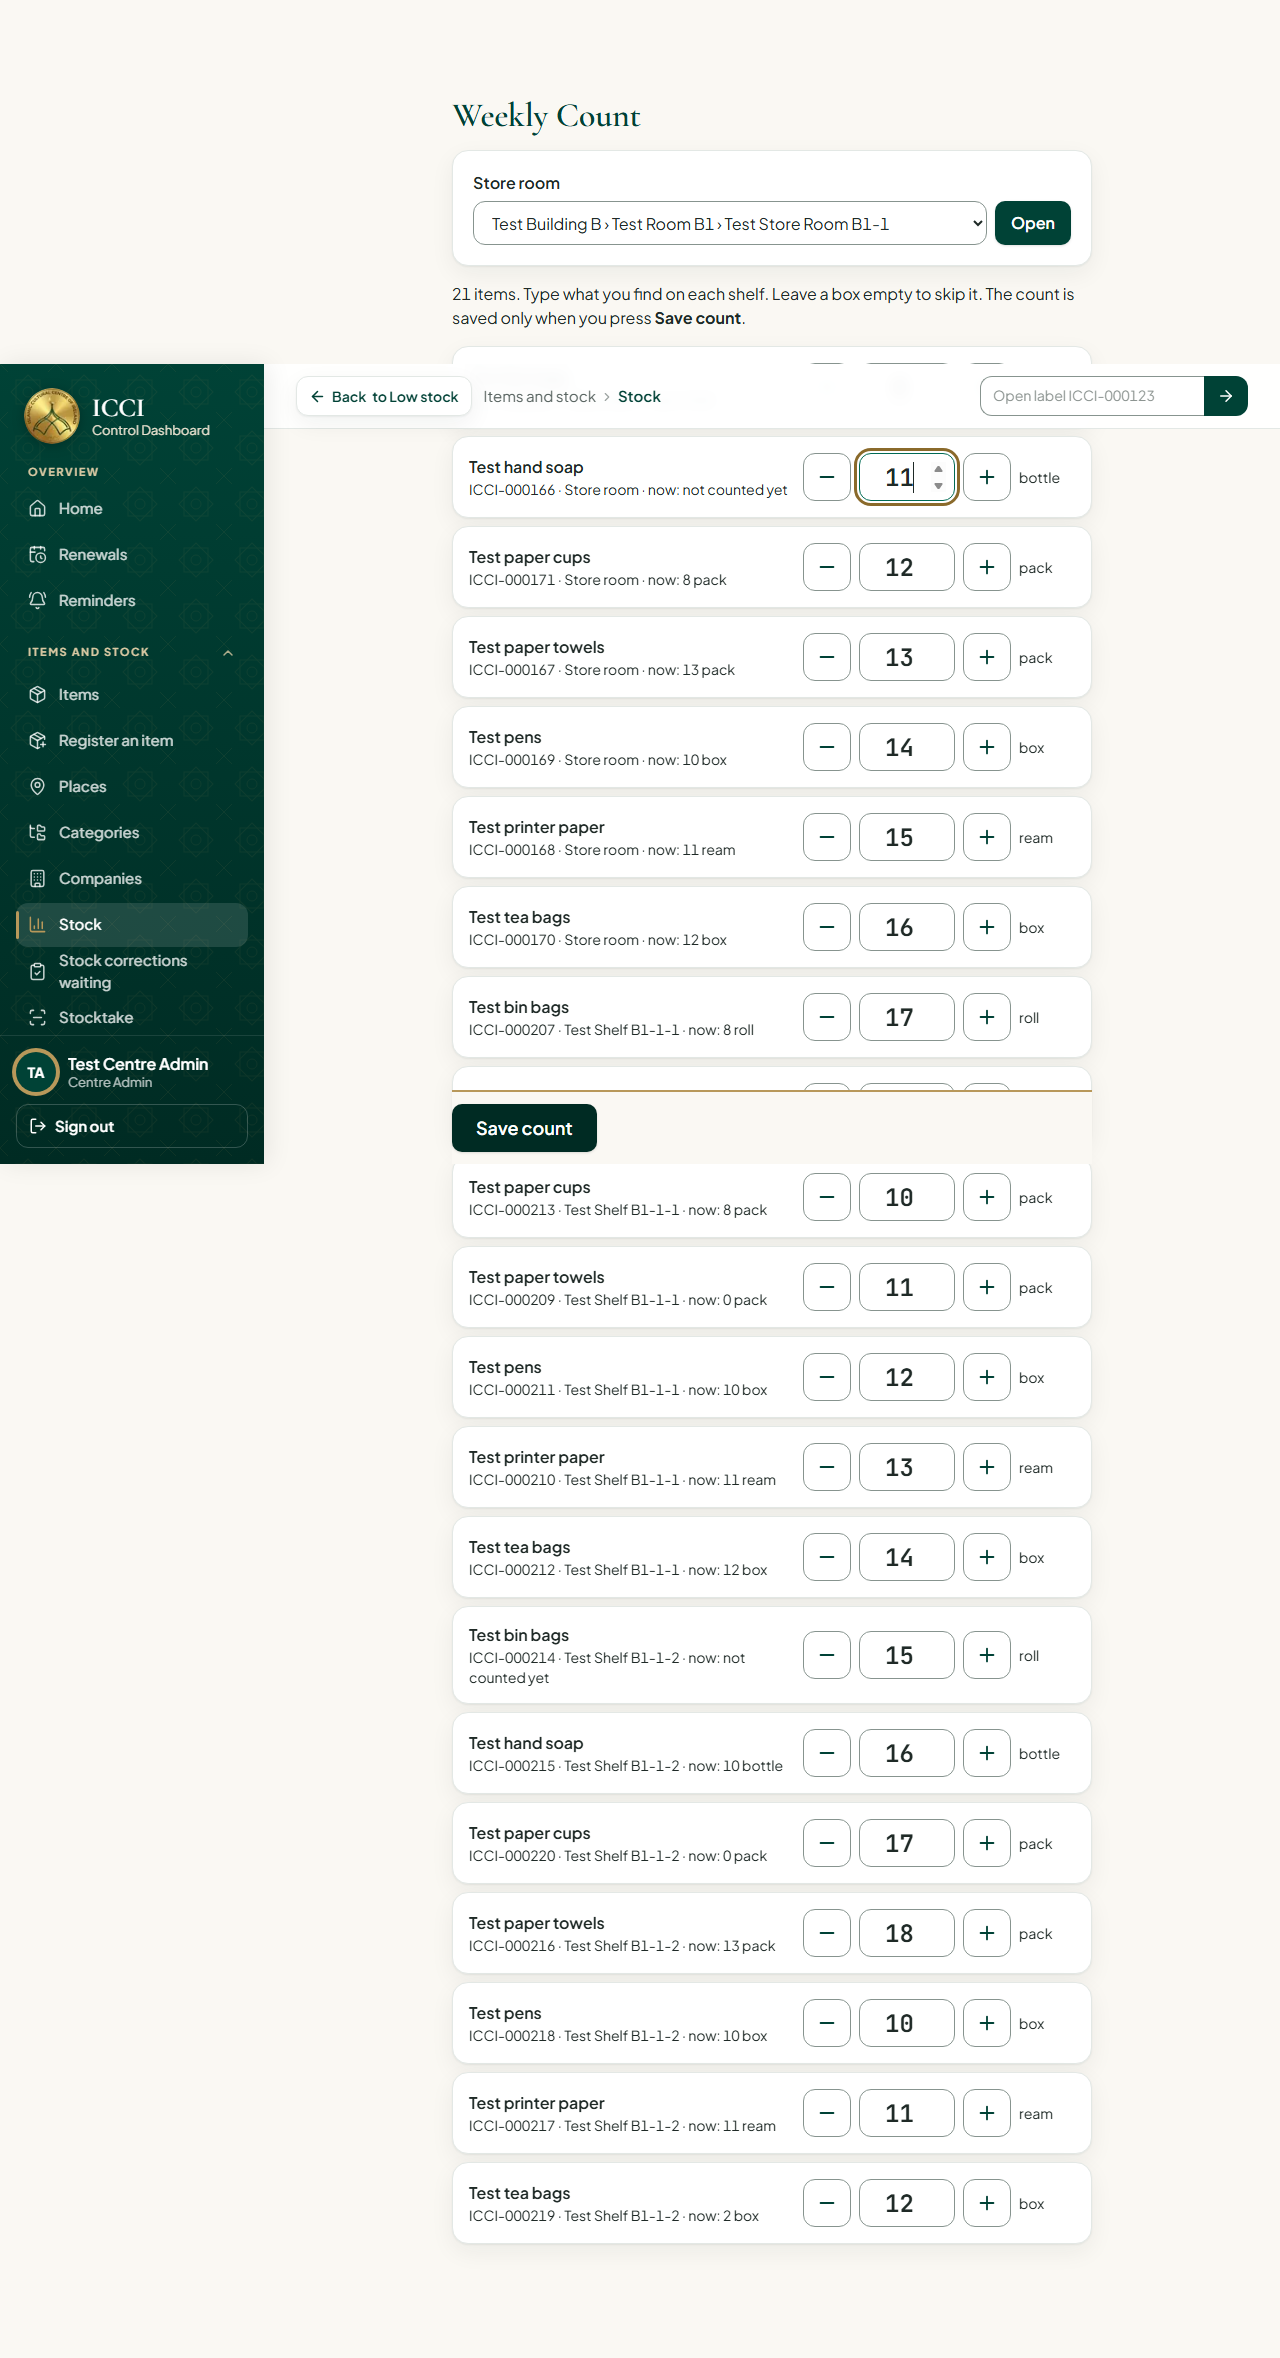 Weekly Count
Store room
Test Building B › Test Room B1 › Test Store Room B1-1
Open
21 items. Type what you find on each shelf. Leave a box empty to skip it. The count is
saved only when you press Save count.
ICCI
Control Dashboard
OVERVIEW
Home
Renewals
Reminders
ITEMS AND STOCK
Items
Register an item
Places
Categories
Companies
Stock
Stock corrections
waiting
Stocktake
TA
Test Centre Admin
Centre Admin
Sign out
Back to Low stock
Items and stock › Stock
Open label ICCI-000123
Test hand soap
ICCI-000166 · Store room · now: not counted yet
− 11 + bottle
Test paper cups
ICCI-000171 · Store room · now: 8 pack
− 12 + pack
Test paper towels
ICCI-000167 · Store room · now: 13 pack
− 13 + pack
Test pens
ICCI-000169 · Store room · now: 10 box
− 14 + box
Test printer paper
ICCI-000168 · Store room · now: 11 ream
− 15 + ream
Test tea bags
ICCI-000170 · Store room · now: 12 box
− 16 + box
Test bin bags
ICCI-000207 · Test Shelf B1-1-1 · now: 8 roll
− 17 + roll
Save count
Test paper cups
ICCI-000213 · Test Shelf B1-1-1 · now: 8 pack
− 10 + pack
Test paper towels
ICCI-000209 · Test Shelf B1-1-1 · now: 0 pack
− 11 + pack
Test pens
ICCI-000211 · Test Shelf B1-1-1 · now: 10 box
− 12 + box
Test printer paper
ICCI-000210 · Test Shelf B1-1-1 · now: 11 ream
− 13 + ream
Test tea bags
ICCI-000212 · Test Shelf B1-1-1 · now: 12 box
− 14 + box
Test bin bags
ICCI-000214 · Test Shelf B1-1-2 · now: not
counted yet
− 15 + roll
Test hand soap
ICCI-000215 · Test Shelf B1-1-2 · now: 10 bottle
− 16 + bottle
Test paper cups
ICCI-000220 · Test Shelf B1-1-2 · now: 0 pack
− 17 + pack
Test paper towels
ICCI-000216 · Test Shelf B1-1-2 · now: 13 pack
− 18 + pack
Test pens
ICCI-000218 · Test Shelf B1-1-2 · now: 10 box
− 10 + box
Test printer paper
ICCI-000217 · Test Shelf B1-1-2 · now: 11 ream
− 11 + ream
Test tea bags
ICCI-000219 · Test Shelf B1-1-2 · now: 2 box
− 12 + box